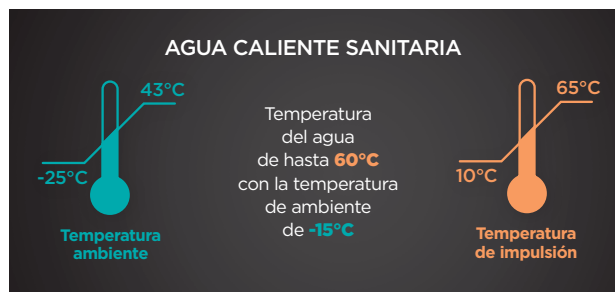 AGUA CALIENTE SANITARIA
43°C
-25°C
Temperatura
ambiente
Temperatura
del agua
de hasta 60°C
con la temperatura
de ambiente
de -15°C
65°C
10°C
Temperatura
de impulsión